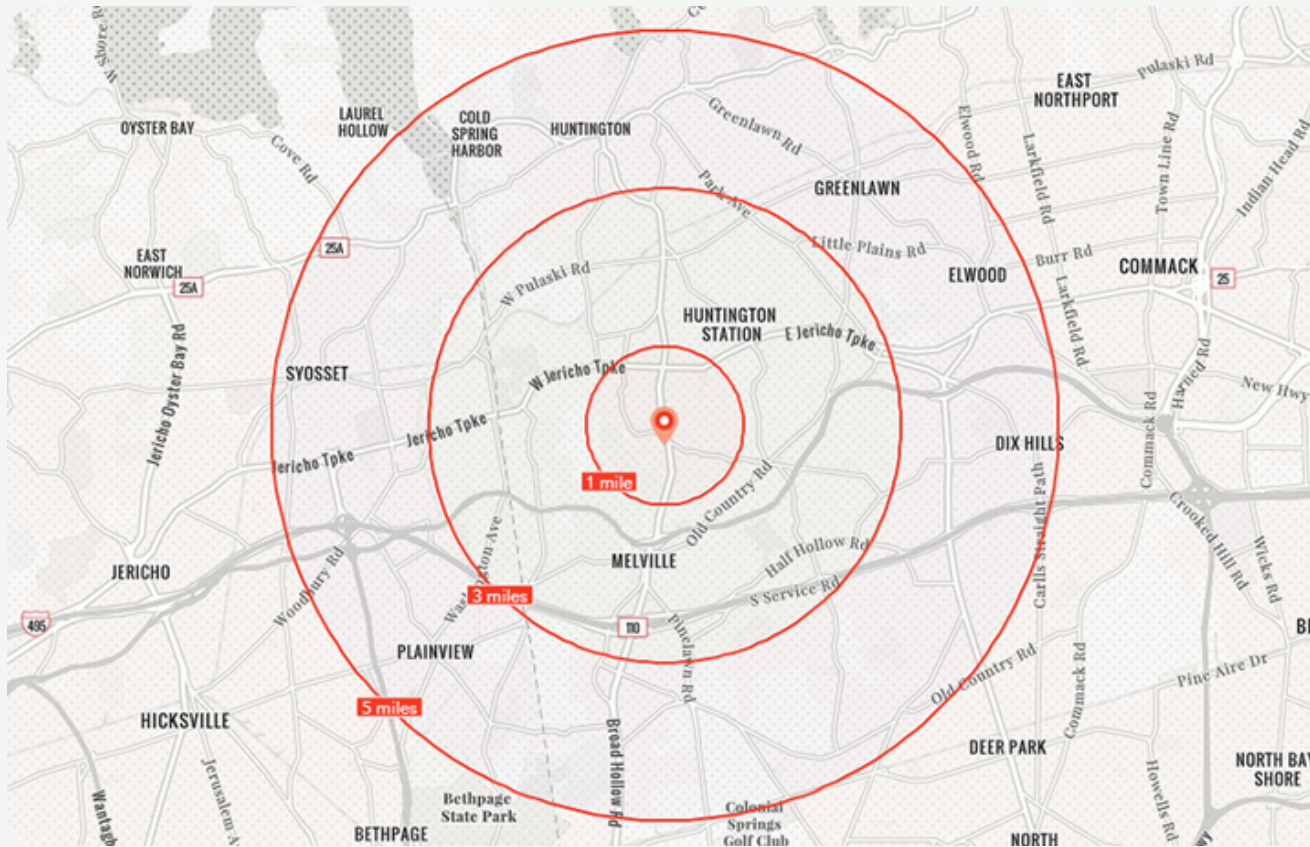 W Shore Rd
Pulaski Rd
EAST
NORTHPORT
LAUREL
HOLLOW
COLD
SPRING
HARBOR
OYSTER BAY
HUNTINGTON
Greenlawn Rd
Elwood Rd
Larkfield Rd
Town Line Rd
Indian Head Rd
Cove Rd
Park Ave
GREENLAWN
25A
Little Plains Rd
Burr Rd
EAST
NORWICH
25A
W Pulaski Rd
ELWOOD
COMMACK
25
HUNTINGTON
STATION
E Jericho Tpke
Larkfield Rd
Jericho Oyster Bay Rd
SYOSSET
W Jericho Tpke
Harned Rd
New Hwy
Jericho Tpke
Jericho Tpke
DIX HILLS
Commack Rd
1 mile
Old Country Rd
Carlls Straight Path
Crooked Hill Rd
Wicks Rd
MELVILLE
Half Hollow Rd
S Service Rd
JERICHO
Woodbury Rd
3 miles
495
110
Pinelawn Rd
PLAINVIEW
Old Country Rd
Commack Rd
Pine Aire Dr
5 miles
HICKSVILLE
Broad Hollow Rd
DEER PARK
NORTH BAY
SHORE
Howells Rd
Bethpage
State Park
Colonial
Springs
Golf Club
BETHPAGE
NORTH